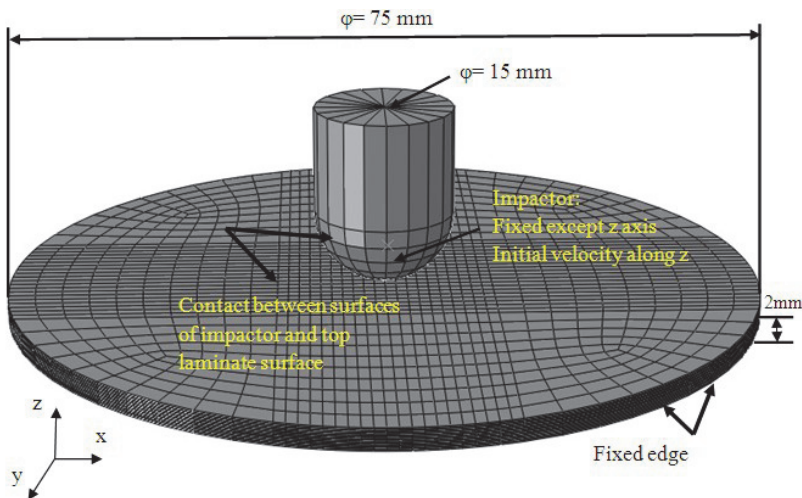 φ= 75 mm
φ= 15 mm
Impactor:
Fixed except z axis
Initial velocity along z
Contact between surfaces
of impactor and top
laminate surface
2mm
Fixed edge
z
x
y